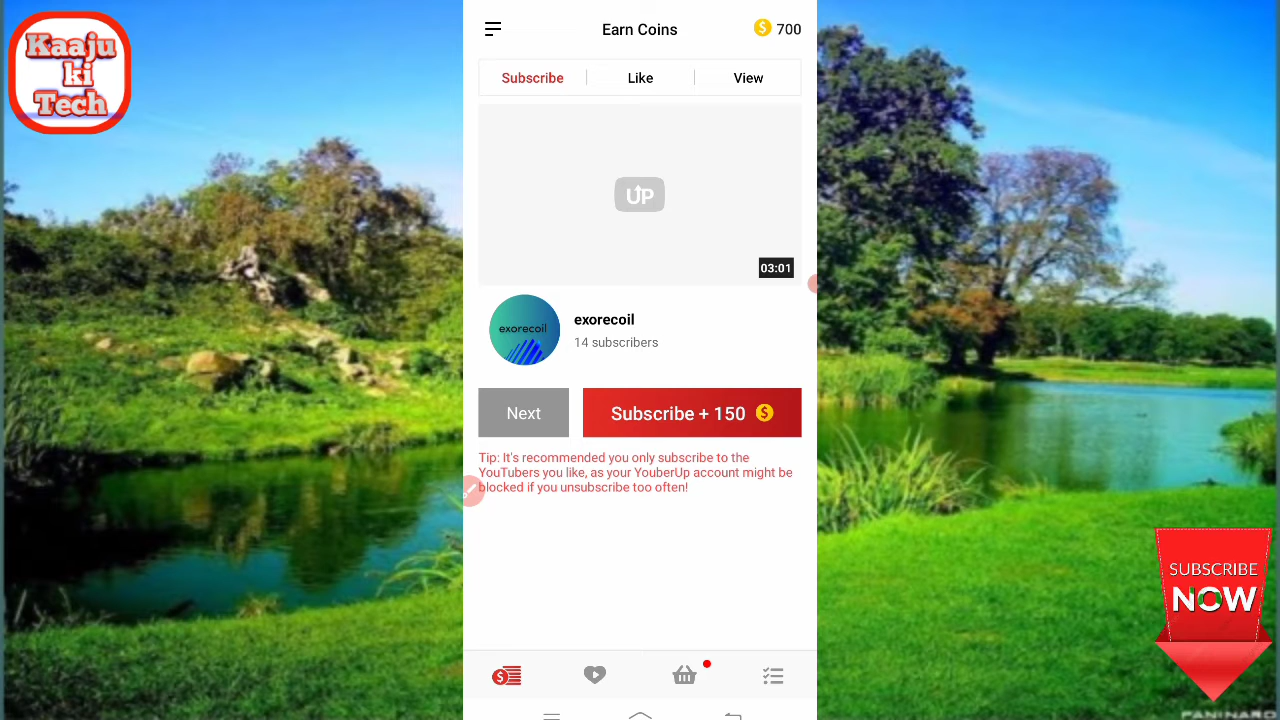 Kaaju
ki
Tech
Earn Coins
700
Subscribe
Like
View
UP
03:01
exorecoil
exorecoil
14 subscribers
Next
Subscribe + 150
Tip: It's recommended you only subscribe to the
YouTubers you like, as your YouberUp account might be
blocked if you unsubscribe too often!
SUBSCRIBE
NOW
PANINARO